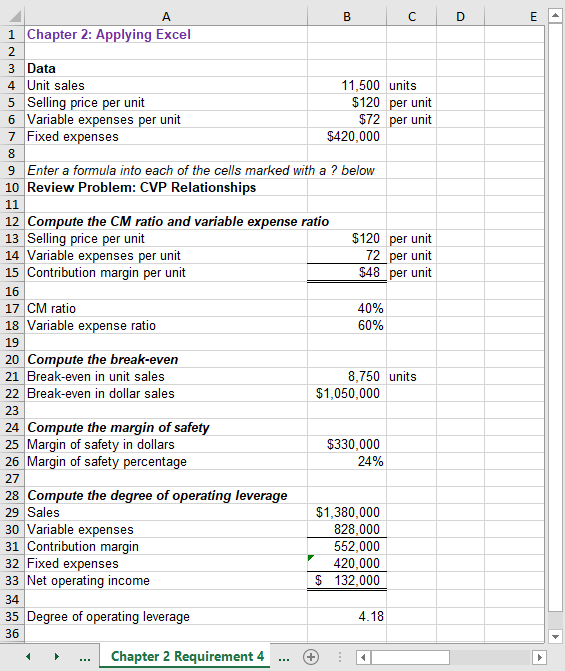 A B C D E
1 Chapter 2: Applying Excel
2
3 Data
4 Unit sales 11,500 units
5 Selling price per unit $120 per unit
6 Variable expenses per unit $72 per unit
7 Fixed expenses $420,000
8
9 Enter a formula into each of the cells marked with a ? below
10 Review Problem: CVP Relationships
11
12 Compute the CM ratio and variable expense ratio
13 Selling price per unit $120 per unit
14 Variable expenses per unit 72 per unit
15 Contribution margin per unit $48 per unit
16
17 CM ratio 40%
18 Variable expense ratio 60%
19
20 Compute the break-even
21 Break-even in unit sales 8,750 units
22 Break-even in dollar sales $1,050,000
23
24 Compute the margin of safety
25 Margin of safety in dollars $330,000
26 Margin of safety percentage 24%
27
28 Compute the degree of operating leverage
29 Sales $1,380,000
30 Variable expenses 828,000
31 Contribution margin 552,000
32 Fixed expenses 420,000
33 Net operating income $ 132,000
34
35 Degree of operating leverage 4.18
36
... Chapter 2 Requirement 4 ...